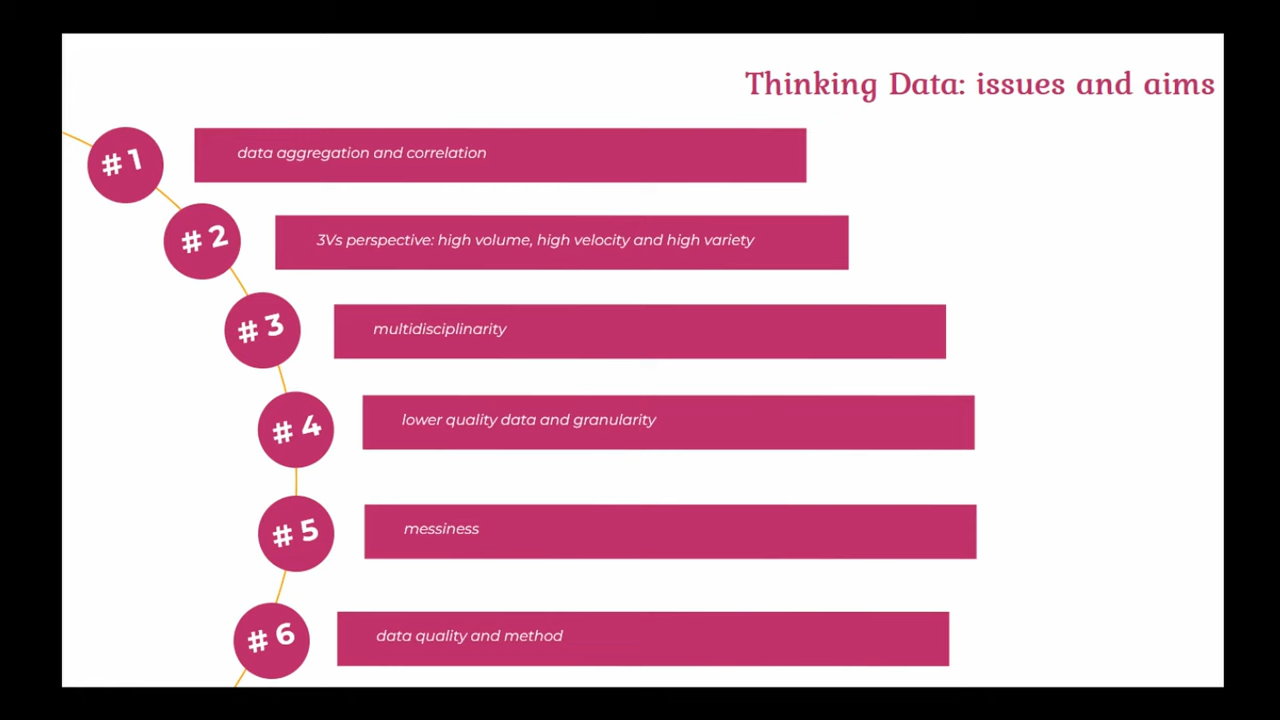 Thinking Data: issues and aims
# 1
data aggregation and correlation
# 2
3Vs perspective: high volume, high velocity and high variety
# 3
multidisciplinarity
# 4
lower quality data and granularity
# 5
messiness
# 6
data quality and method